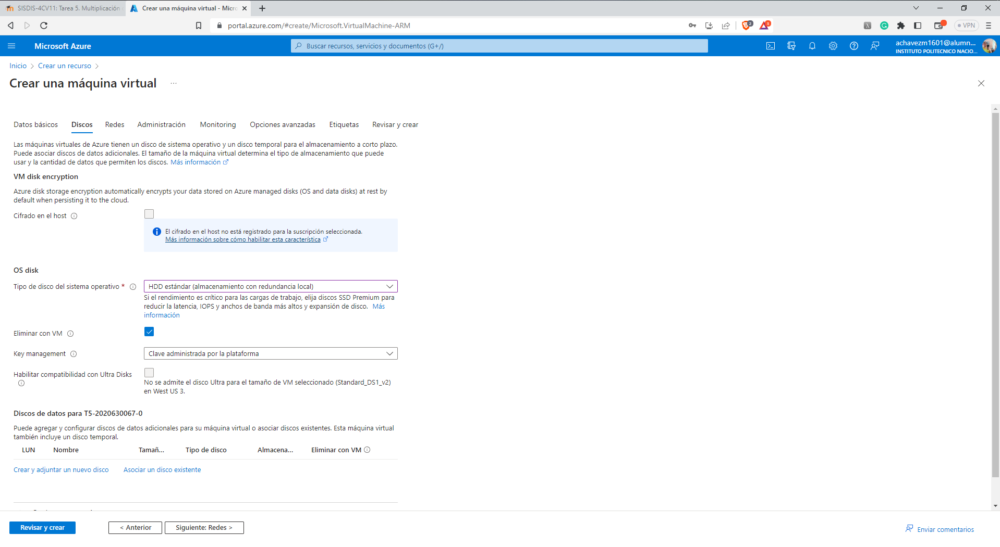 SISDIS-4CV11: Tarea 5. Multiplicación
Crear una máquina virtual - Micro
portal.azure.com/#create/Microsoft.VirtualMachine-ARM
2
3
VPN
Microsoft Azure
Buscar recursos, servicios y documentos (G+/)
achavezm1601@alumn...
INSTITUTO POLITECNICO NACIO...
Inicio > Crear un recurso >
Crear una máquina virtual ...
Datos básicos Discos Redes Administración Monitoring Opciones avanzadas Etiquetas Revisar y crear
Las máquinas virtuales de Azure tienen un disco de sistema operativo y un disco temporal para el almacenamiento a corto plazo.
Puede asociar discos de datos adicionales. El tamaño de la máquina virtual determina el tipo de almacenamiento que puede
usar y la cantidad de datos que permiten los discos. Más información
VM disk encryption
Azure disk storage encryption automatically encrypts your data stored on Azure managed disks (OS and data disks) at rest by
default when persisting it to the cloud.
Cifrado en el host
El cifrado en el host no está registrado para la suscripción seleccionada.
Más información sobre cómo habilitar esta característica
OS disk
Tipo de disco del sistema operativo * HDD estándar (almacenamiento con redundancia local)
Si el rendimiento es crítico para las cargas de trabajo, elija discos SSD Premium para
reducir la latencia, IOPS y anchos de banda más altos y expansión de disco. Más
información
Eliminar con VM
Key management Clave administrada por la plataforma
Habilitar compatibilidad con Ultra Disks
No se admite el disco Ultra para el tamaño de VM seleccionado (Standard_DS1_v2)
en West US 3.
Discos de datos para T5-2020630067-0
Puede agregar y configurar discos de datos adicionales para su máquina virtual o asociar discos existentes. Esta máquina virtual
también incluye un disco temporal.
LUN Nombre Tamañ... Tipo de disco Almacena... Eliminar con VM
Crear y adjuntar un nuevo disco Asociar un disco existente
Revisar y crear < Anterior Siguiente: Redes > Enviar comentarios